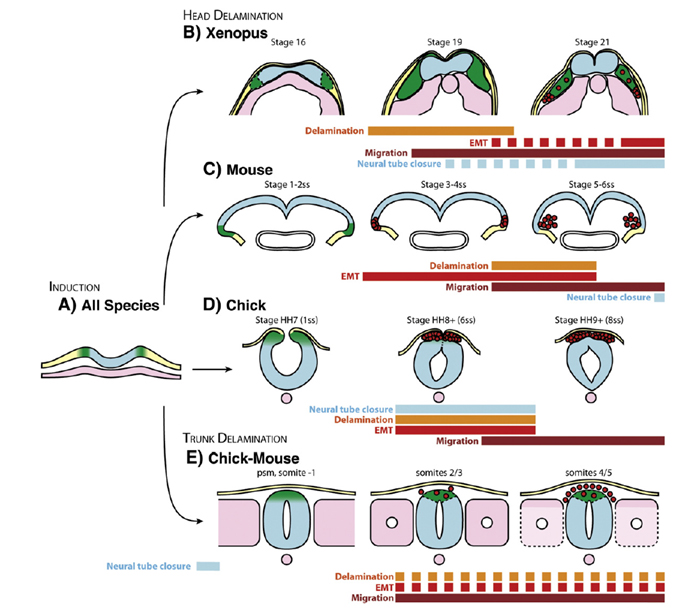 HEAD DELAMINATION
B) Xenopus
Stage 16
Stage 19
Stage 21
Delamination
EMT
Migration
Neural tube closure
C) Mouse
Stage 1-2ss
Stage 3-4ss
Stage 5-6ss
Delamination
EMT
Migration
Neural tube closure
INDUCTION
A) All Species
D) Chick
Stage HH7 (1ss)
Stage HH8+ (6ss)
Stage HH9+ (8ss)
Neural tube closure
Delamination
EMT
Migration
TRUNK DELAMINATION
E) Chick-Mouse
psm, somite -1
somites 2/3
somites 4/5
Neural tube closure
Delamination
EMT
Migration